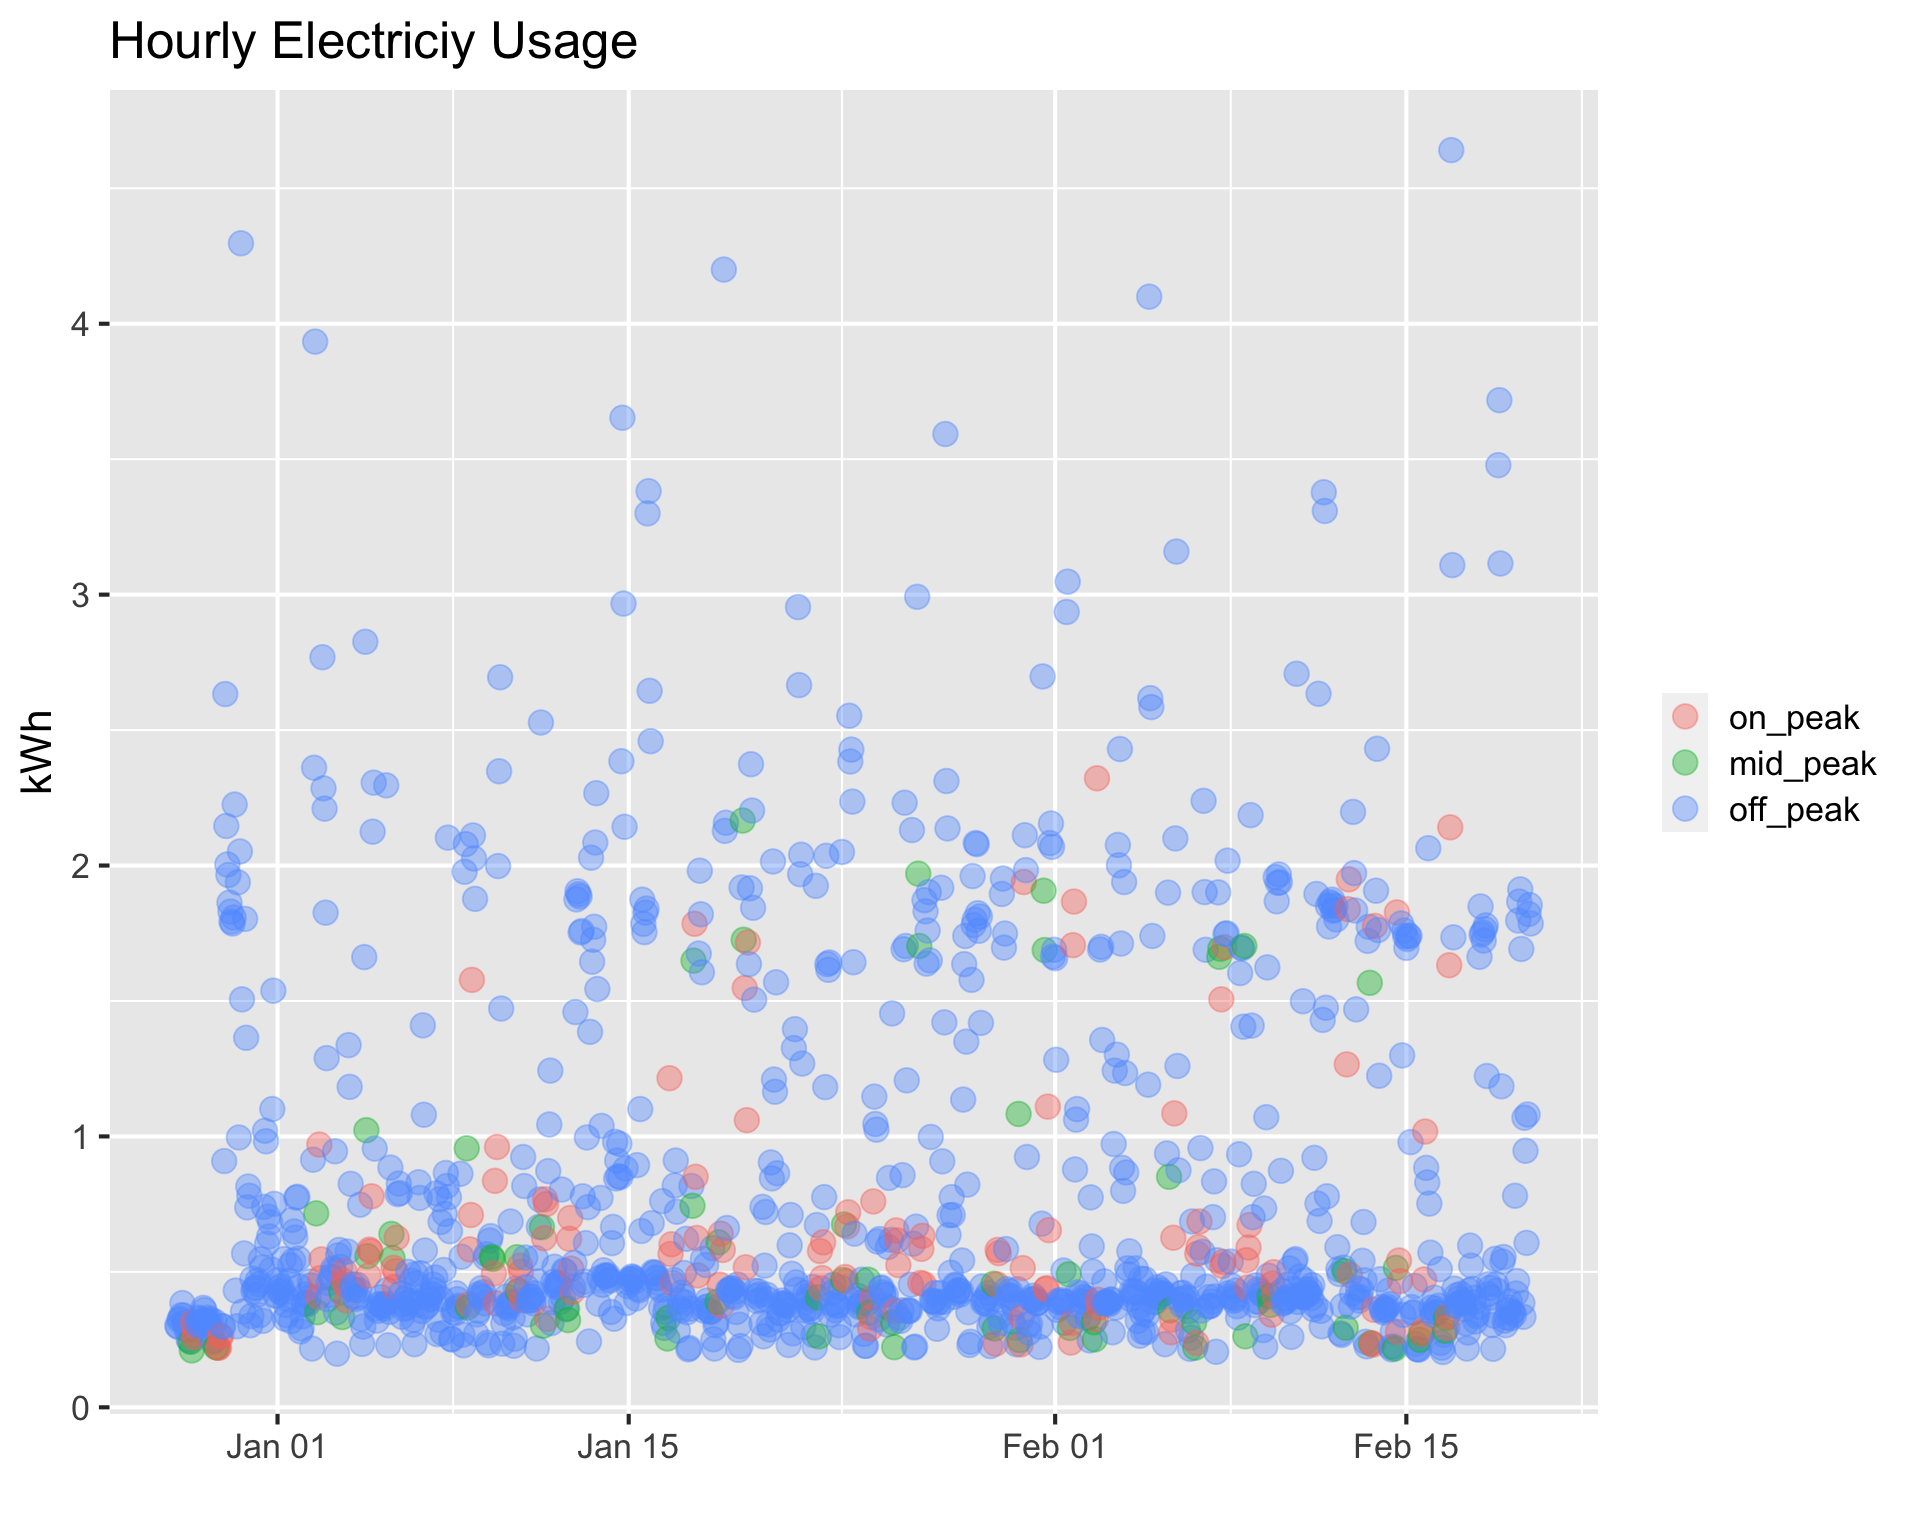 Hourly Electriciy Usage
kWh
4
3
2
1
0
Jan 01
Jan 15
Feb 01
Feb 15
on_peak
mid_peak
off_peak